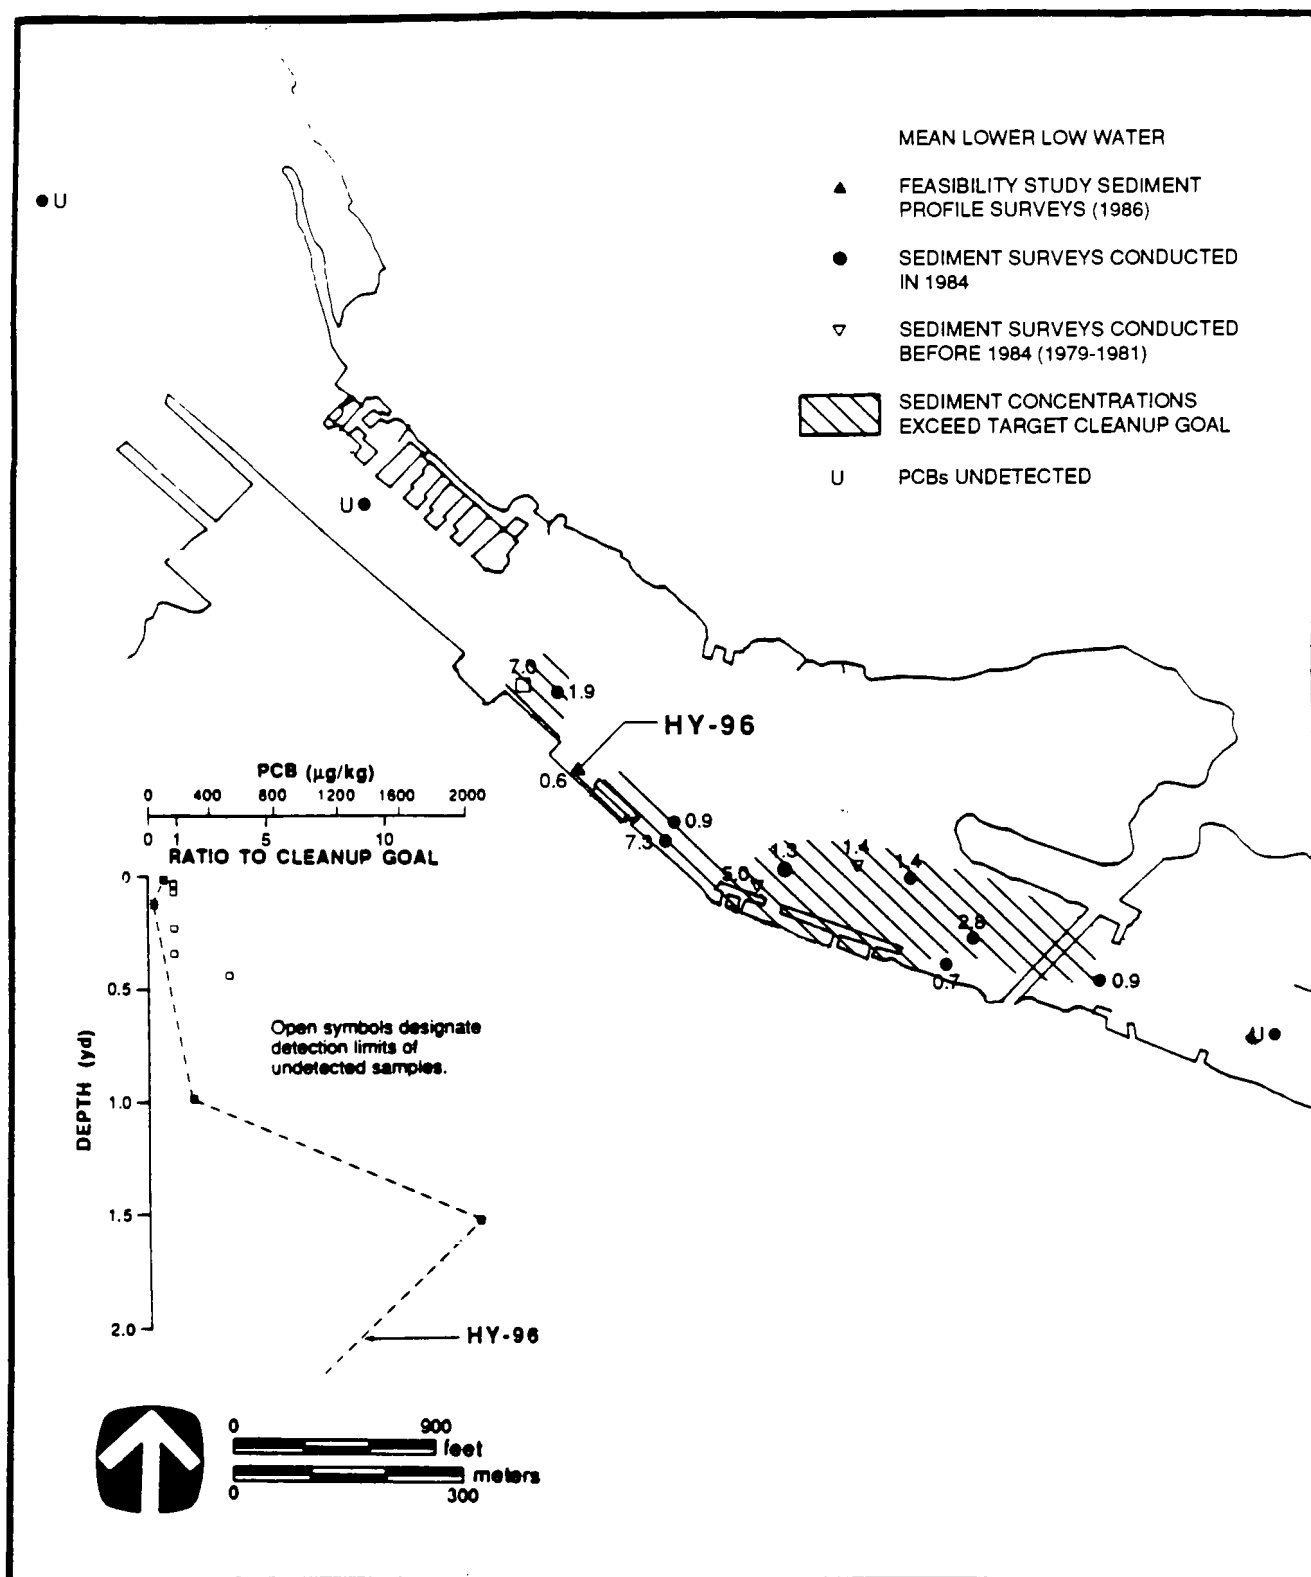 MEAN LOWER LOW WATER
FEASIBILITY STUDY SEDIMENT
PROFILE SURVEYS (1986)
SEDIMENT SURVEYS CONDUCTED
IN 1984
SEDIMENT SURVEYS CONDUCTED
BEFORE 1984 (1979-1981)
SEDIMENT CONCENTRATIONS
EXCEED TARGET CLEANUP GOAL
U PCBs UNDETECTED
U
U
7.0
1.9
HY-96
0.6
0.9
7.3
5.0
1.3
1.4
1.4
2.8
0.7
0.9
U
PCB (µg/kg)
0 400 800 1200 1600 2000
0 1 5 10
RATIO TO CLEANUP GOAL
0
0.5
1.0
1.5
2.0
DEPTH (yd)
Open symbols designate
detection limits of
undetected samples.
HY-96
0 900
feet
meters
0 300